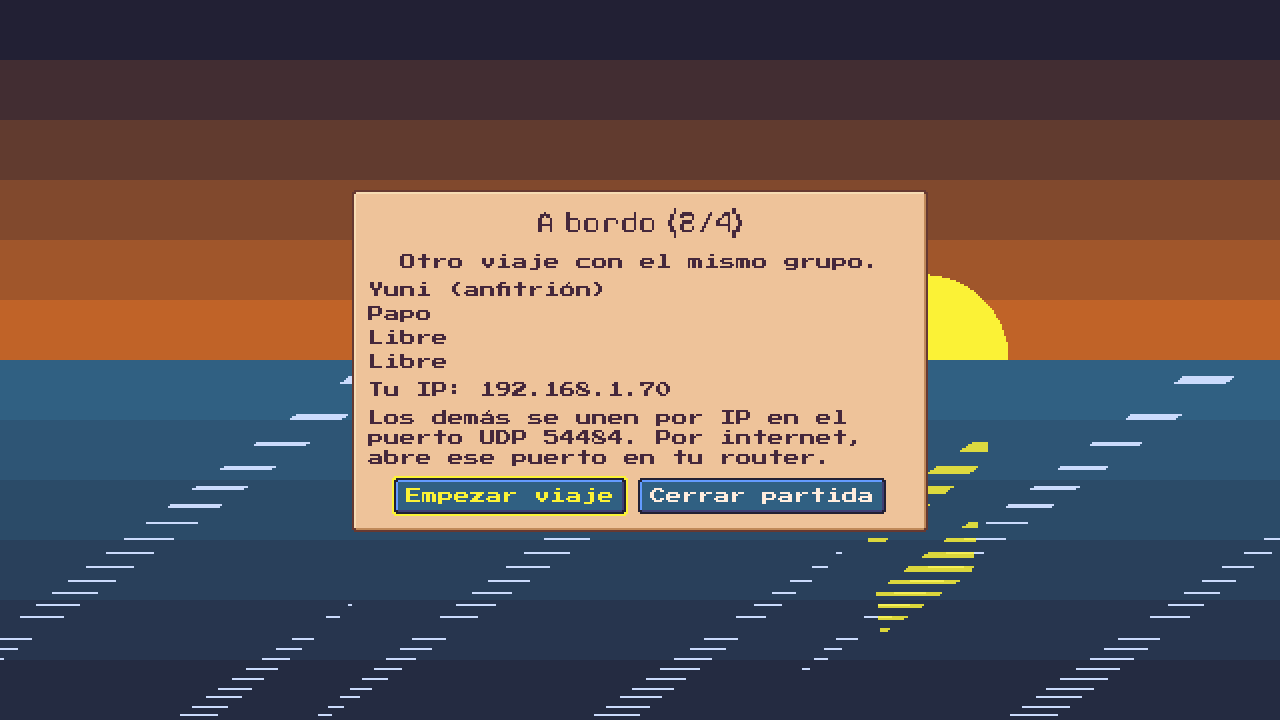 A bordo (2/4)
Otro viaje con el mismo grupo.
Yuni (anfitrión)
Papo
Libre
Libre
Tu IP: 192.168.1.70
Los demás se unen por IP en el
puerto UDP 54484. Por internet,
abre ese puerto en tu router.
Empezar viaje
Cerrar partida